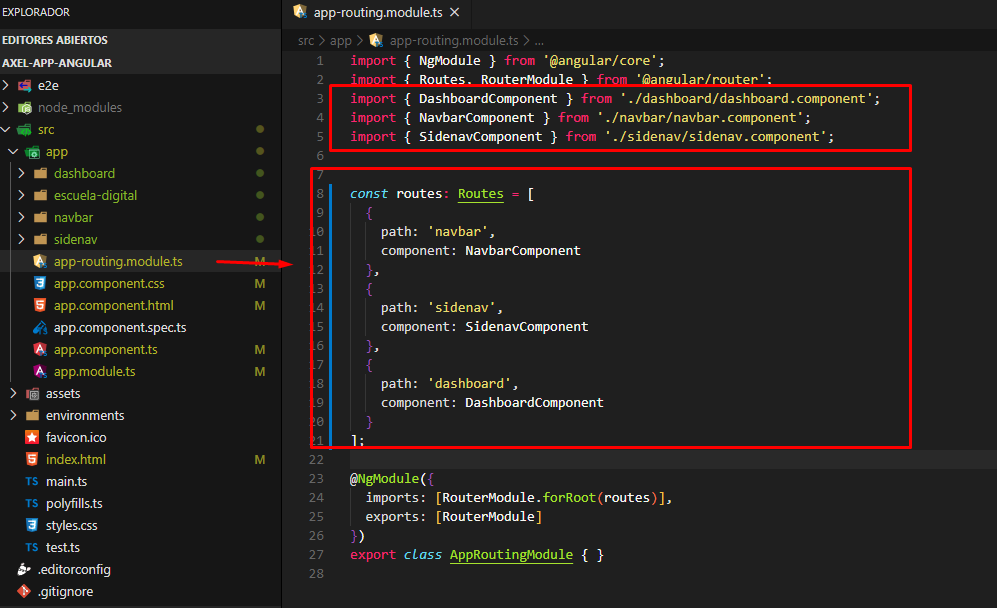 EXPLORADOR
EDITORES ABIERTOS
AXEL-APP-ANGULAR
e2e
node_modules
src
app
dashboard
escuela-digital
navbar
sidenav
app-routing.module.ts M
app.component.css M
app.component.html M
app.component.spec.ts
app.component.ts M
app.module.ts M
assets
environments
favicon.ico
index.html M
TS main.ts
TS polyfills.ts
styles.css
TS test.ts
.editorconfig
.gitignore
app-routing.module.ts ×
src > app > app-routing.module.ts > ...
1 import { NgModule } from '@angular/core';
2 import { Routes, RouterModule } from '@angular/router';
3 import { DashboardComponent } from './dashboard/dashboard.component';
4 import { NavbarComponent } from './navbar/navbar.component';
5 import { SidenavComponent } from './sidenav/sidenav.component';
6
7
8 const routes: Routes = [
9 {
10 path: 'navbar',
11 component: NavbarComponent
12 },
13 {
14 path: 'sidenav',
15 component: SidenavComponent
16 },
17 {
18 path: 'dashboard',
19 component: DashboardComponent
20 }
21 ];
22
23 @NgModule({
24 imports: [RouterModule.forRoot(routes)],
25 exports: [RouterModule]
26 })
27 export class AppRoutingModule { }
28